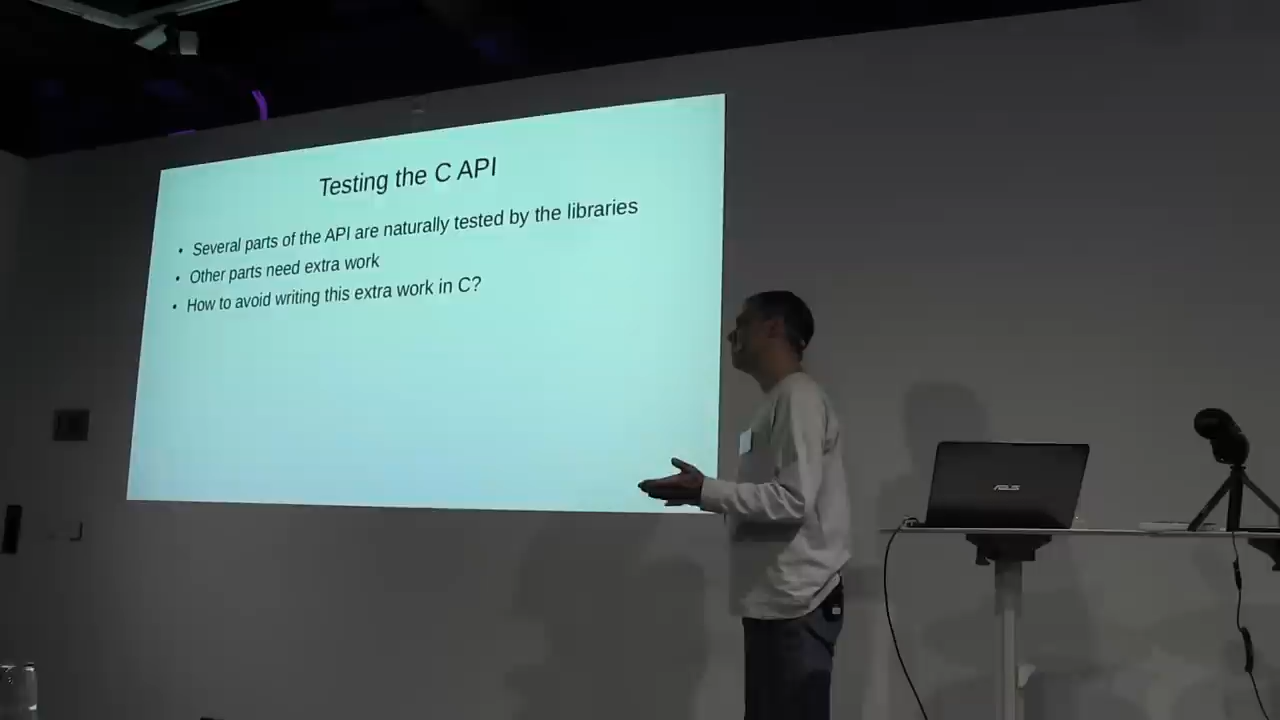 Testing the C API
• Several parts of the API are naturally tested by the libraries
• Other parts need extra work
• How to avoid writing this extra work in C?
ASUS